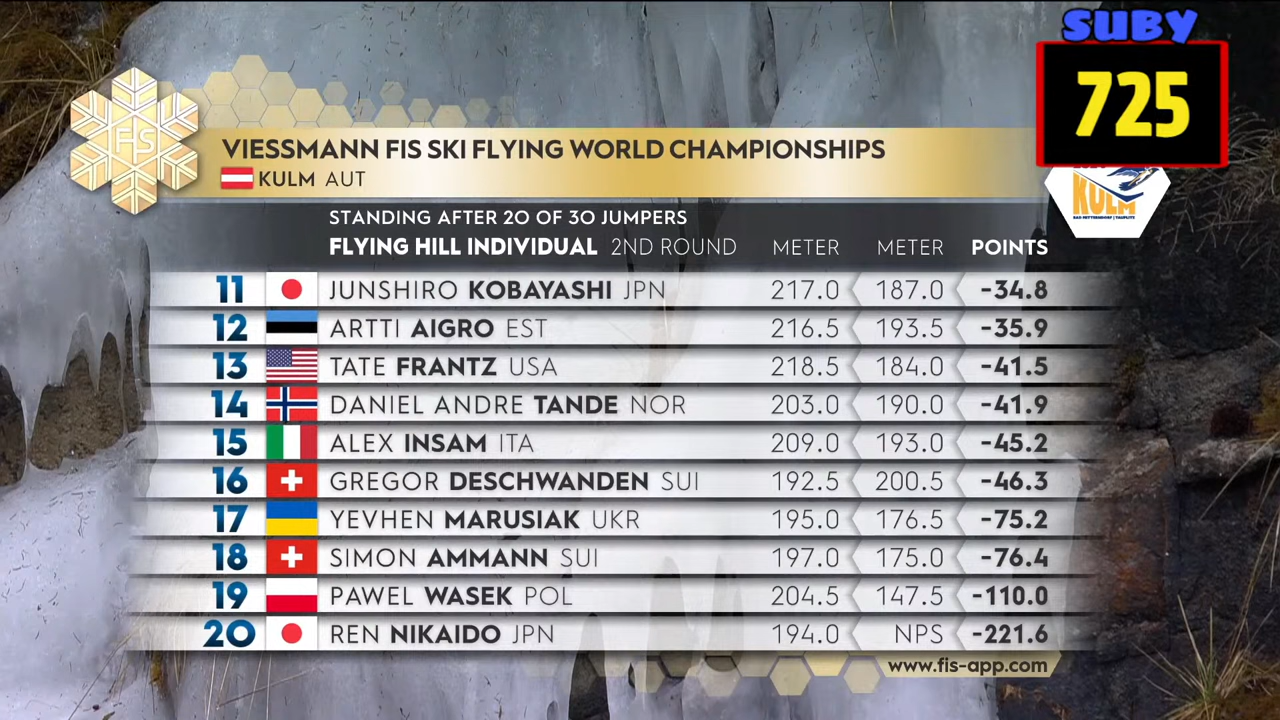 SUBY
725
FIS
VIESSMANN FIS SKI FLYING WORLD CHAMPIONSHIPS
KULM AUT
KULM
STANDING AFTER 20 OF 30 JUMPERS
FLYING HILL INDIVIDUAL 2ND ROUND METER METER POINTS
11 JUNSHIRO KOBAYASHI JPN 217.0 187.0 -34.8
12 ARTTI AIGRO EST 216.5 193.5 -35.9
13 TATE FRANTZ USA 218.5 184.0 -41.5
14 DANIEL ANDRE TANDE NOR 203.0 190.0 -41.9
15 ALEX INSAM ITA 209.0 193.0 -45.2
16 GREGOR DESCHWANDEN SUI 192.5 200.5 -46.3
17 YEVHEN MARUSIAK UKR 195.0 176.5 -75.2
18 SIMON AMMANN SUI 197.0 175.0 -76.4
19 PAWEL WASEK POL 204.5 147.5 -110.0
20 REN NIKAIDO JPN 194.0 NPS -221.6
www.fis-app.com